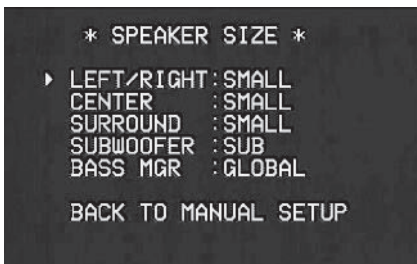 * SPEAKER SIZE *
LEFT/RIGHT:SMALL
CENTER :SMALL
SURROUND :SMALL
SUBWOOFER :SUB
BASS MGR :GLOBAL
BACK TO MANUAL SETUP